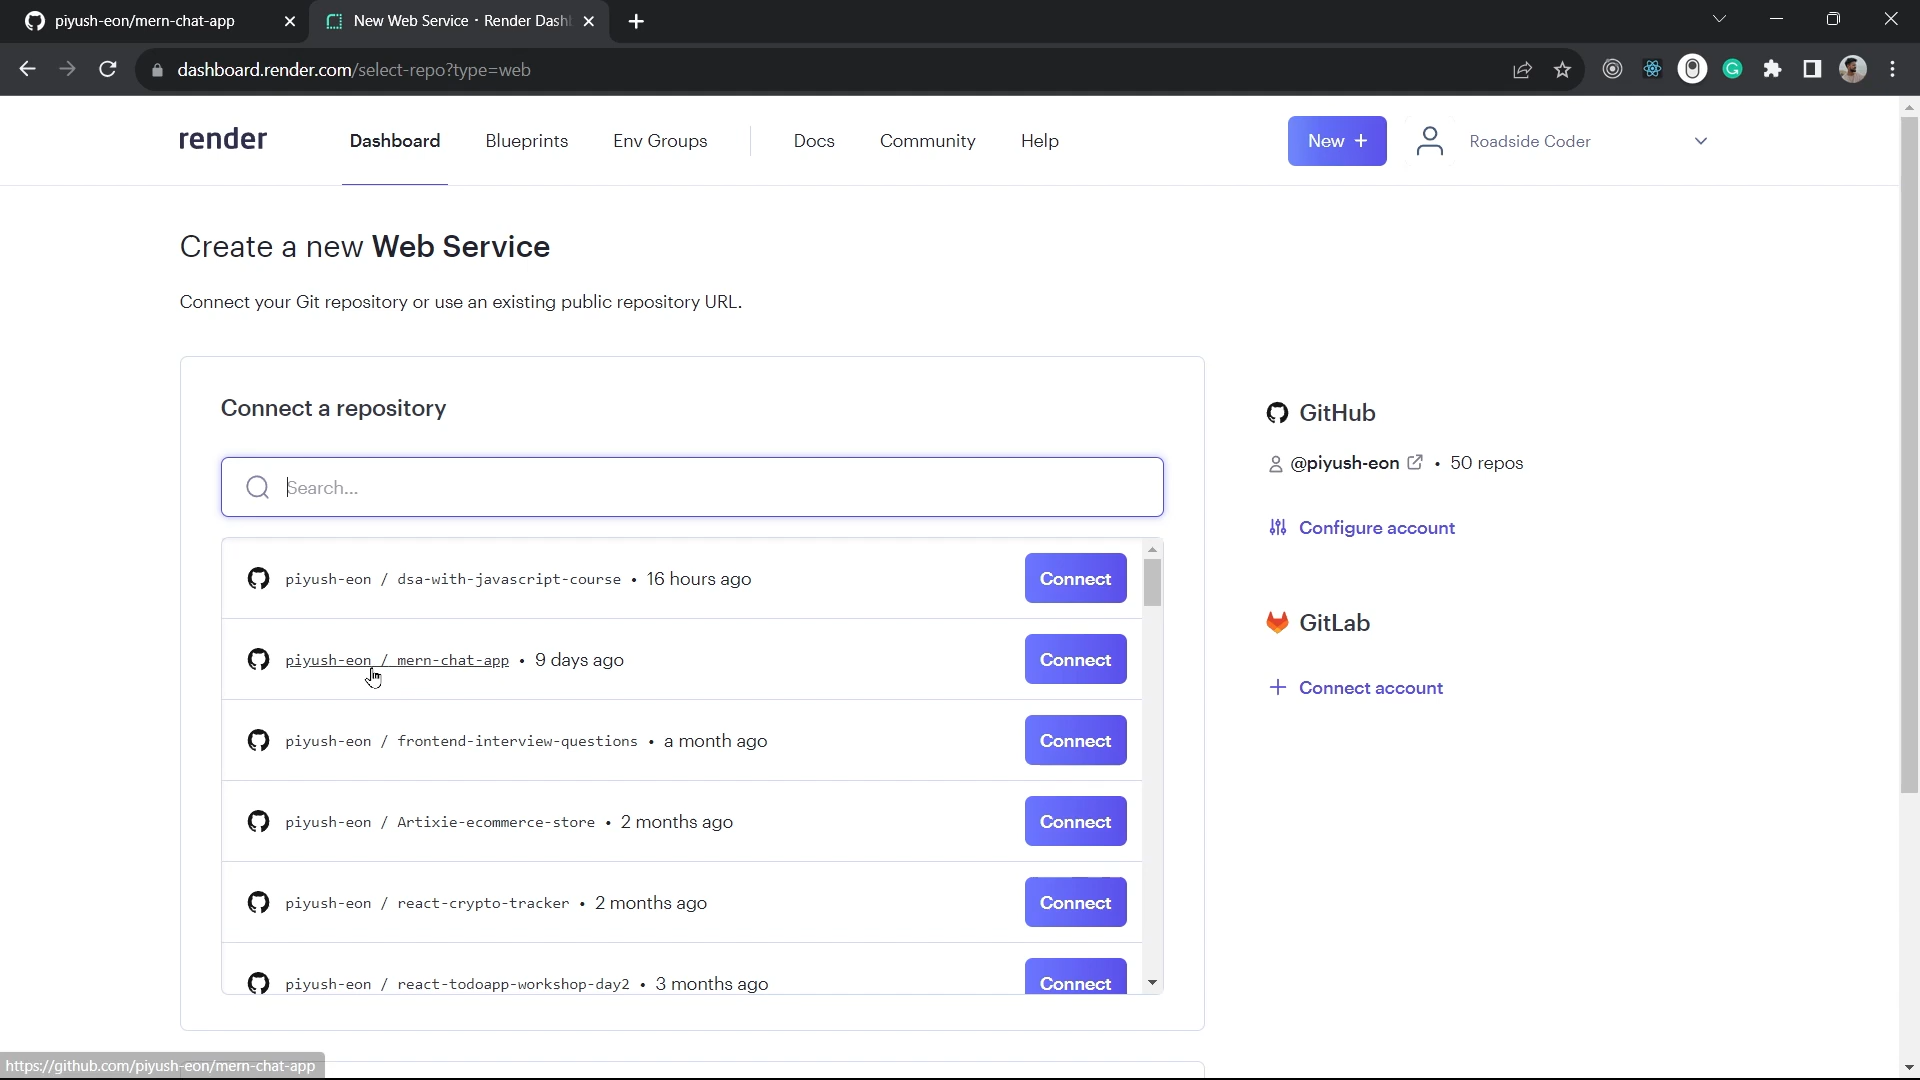 piyush-eon/mern-chat-app
New Web Service · Render Dash
dashboard.render.com/select-repo?type=web
render
Dashboard
Blueprints
Env Groups
Docs
Community
Help
New +
Roadside Coder
Create a new Web Service
Connect your Git repository or use an existing public repository URL.
Connect a repository
Search...
piyush-eon / dsa-with-javascript-course • 16 hours ago
Connect
piyush-eon / mern-chat-app • 9 days ago
Connect
piyush-eon / frontend-interview-questions • a month ago
Connect
piyush-eon / Artixie-ecommerce-store • 2 months ago
Connect
piyush-eon / react-crypto-tracker • 2 months ago
Connect
piyush-eon / react-todoapp-workshop-day2 • 3 months ago
Connect
GitHub
@piyush-eon • 50 repos
Configure account
GitLab
+ Connect account
https://github.com/piyush-eon/mern-chat-app